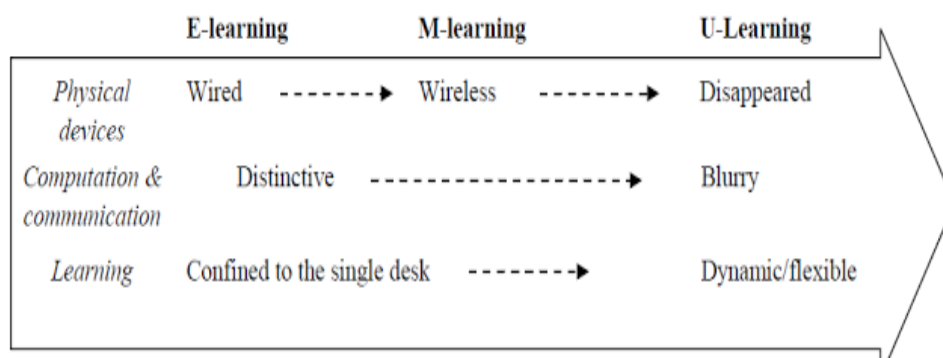 E-learning M-learning U-Learning
Physical devices Wired Wireless Disappeared
Computation & communication Distinctive Blurry
Learning Confined to the single desk Dynamic/flexible